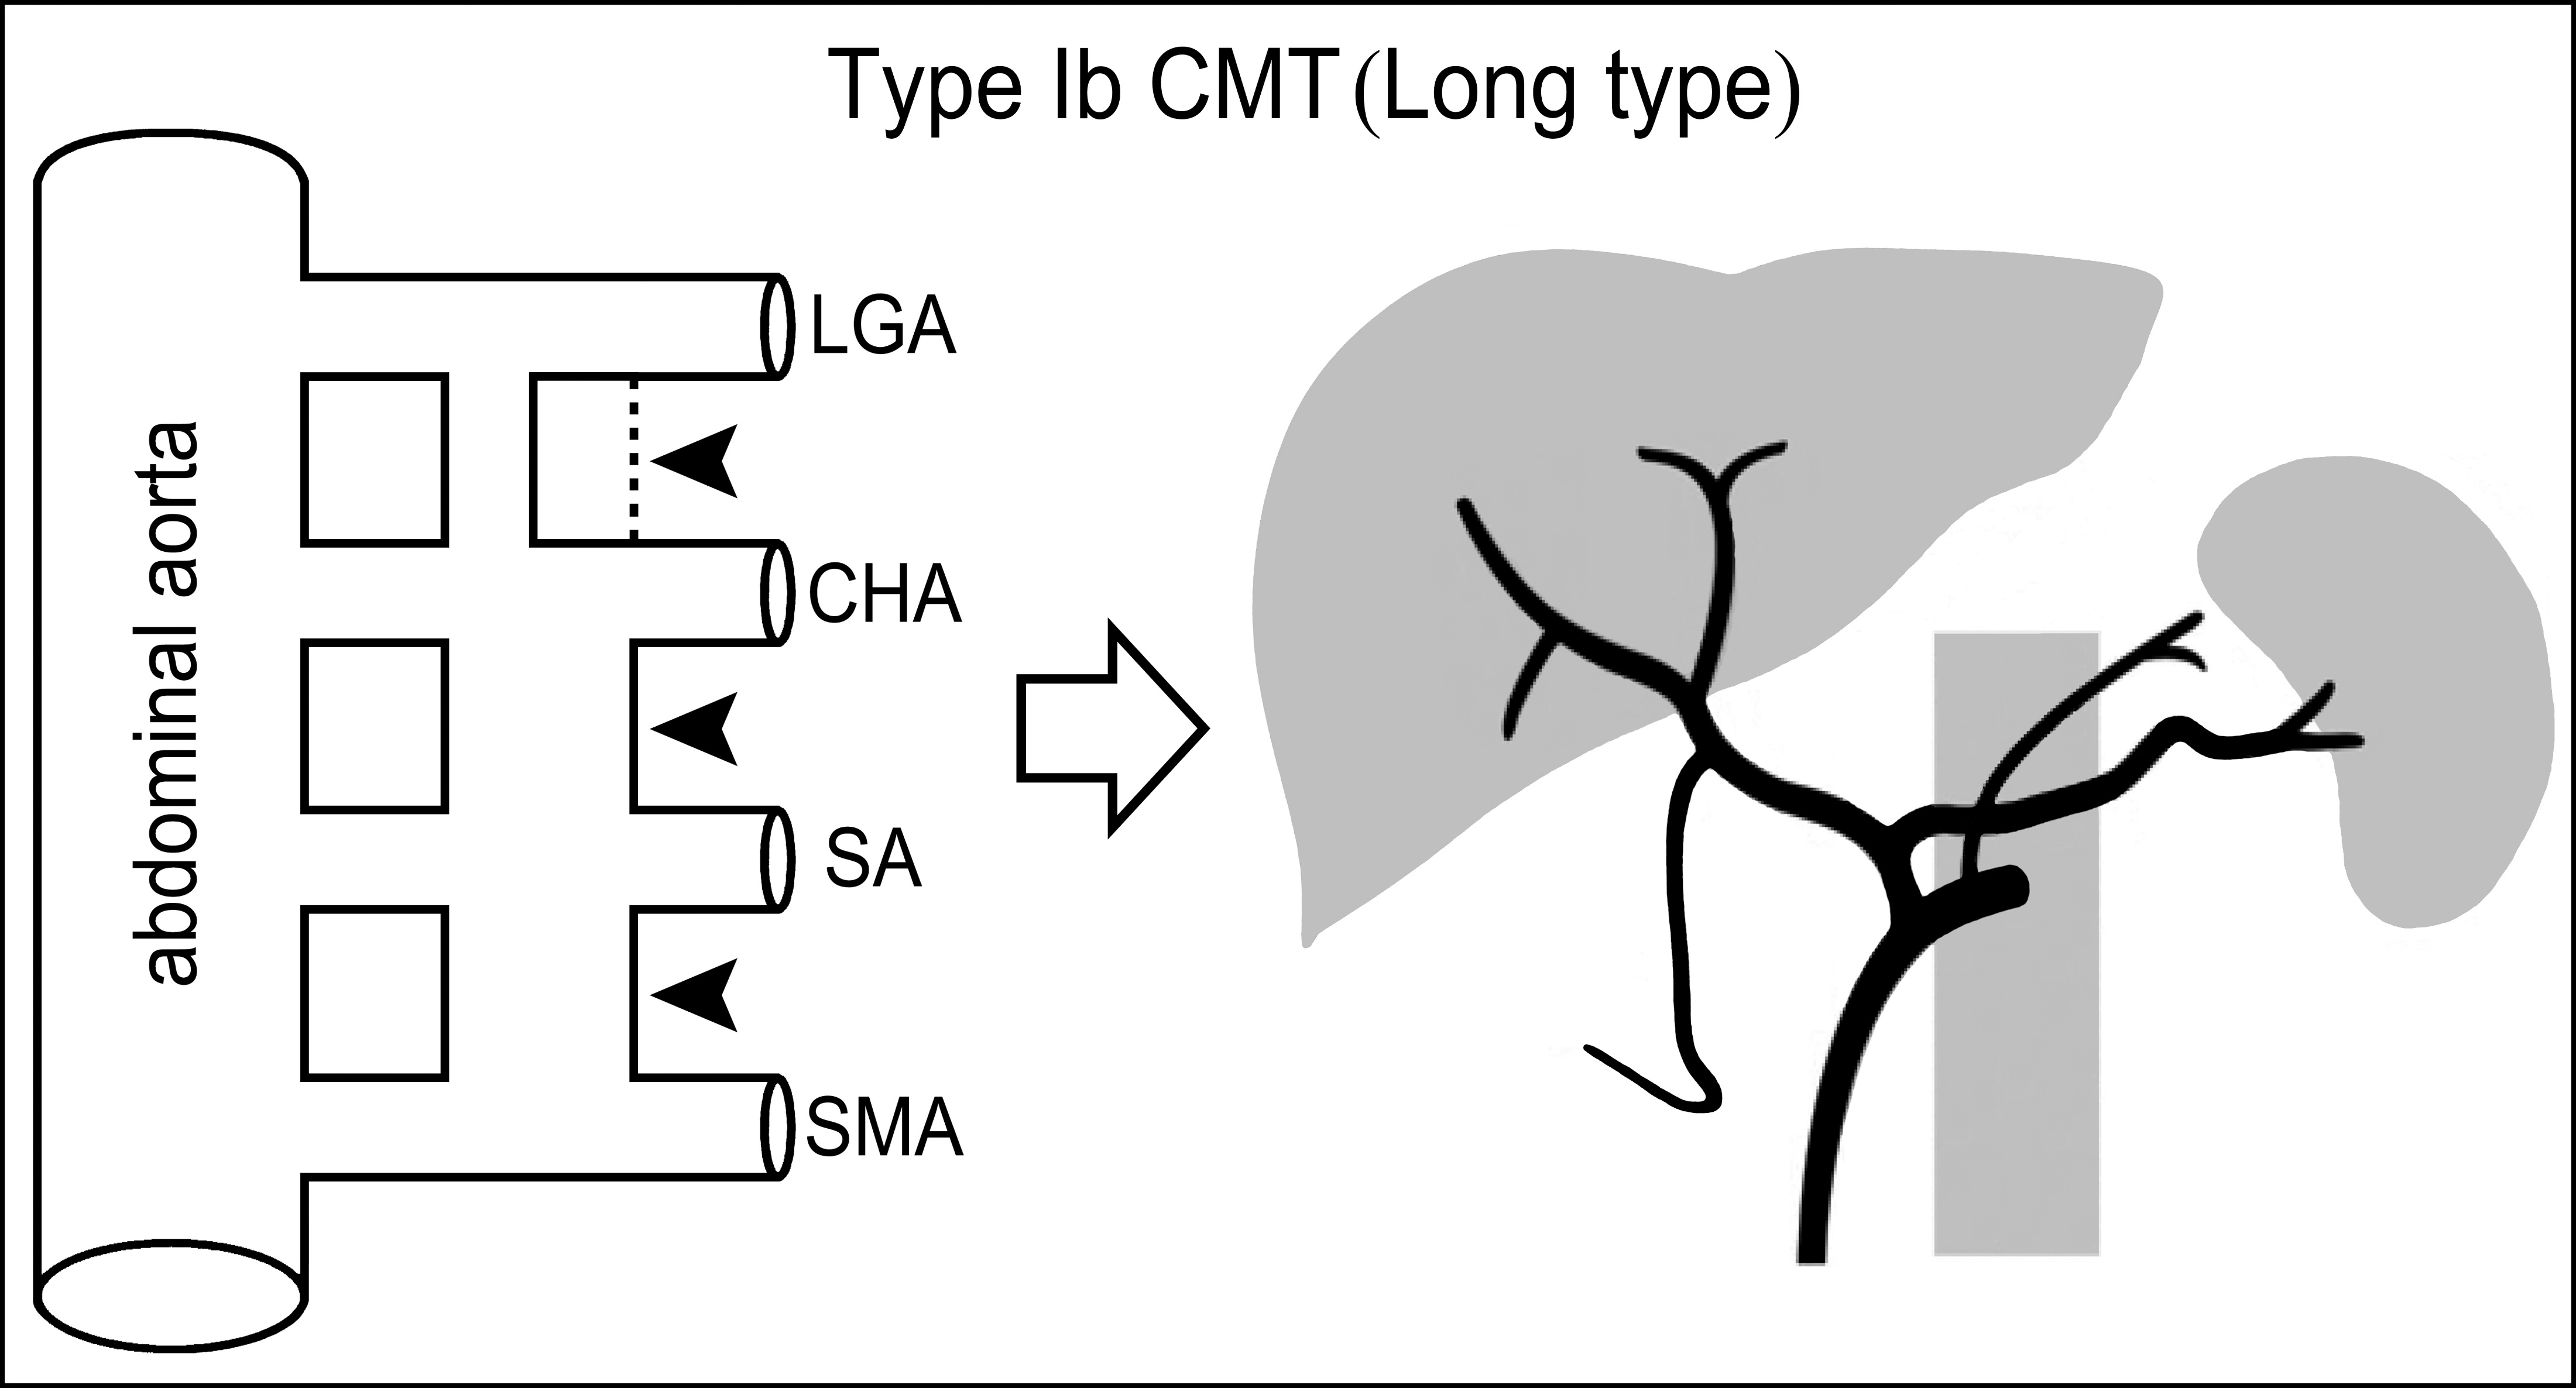 Type Ib CMT (Long type)
abdominal aorta
LGA
CHA
SA
SMA